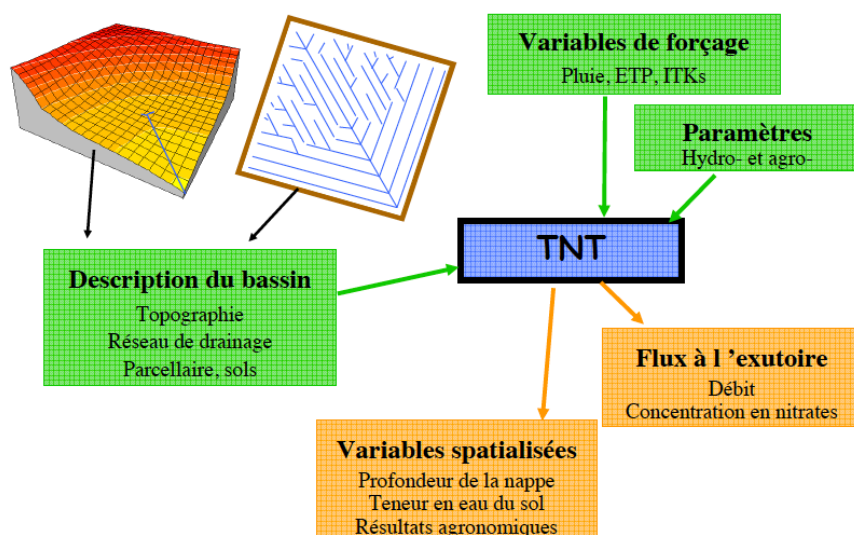 Variables de forçage
Pluie, ETP, ITKs
Paramètres
Hydro- et agro-
TNT
Description du bassin
Topographie
Réseau de drainage
Parcellaire, sols
Flux à l ’exutoire
Débit
Concentration en nitrates
Variables spatialisées
Profondeur de la nappe
Teneur en eau du sol
Résultats agronomiques